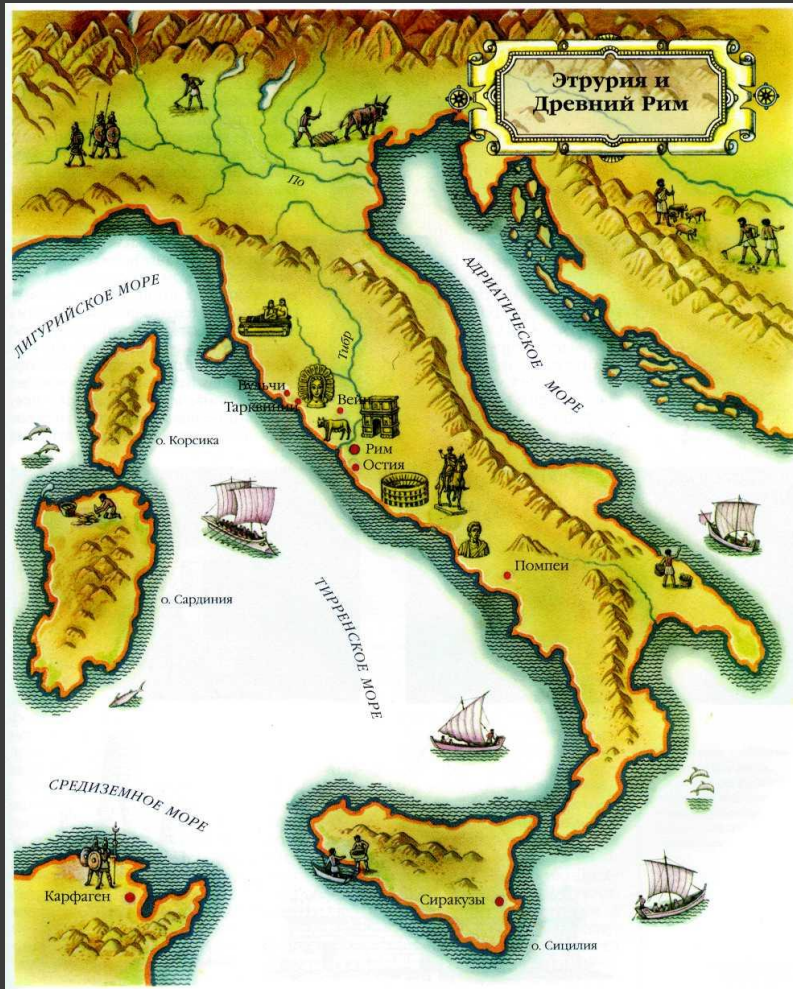 Этрурия и
Древний Рим
По
ЛИГУРИЙСКОЕ МОРЕ
АДРИАТИЧЕСКОЕ МОРЕ
Тибр
Вульчи
Тарквинии
Вейи
о. Корсика
Рим
Остия
Помпеи
о. Сардиния
ТИРРЕНСКОЕ МОРЕ
СРЕДИЗЕМНОЕ МОРЕ
Карфаген
Сиракузы
о. Сицилия